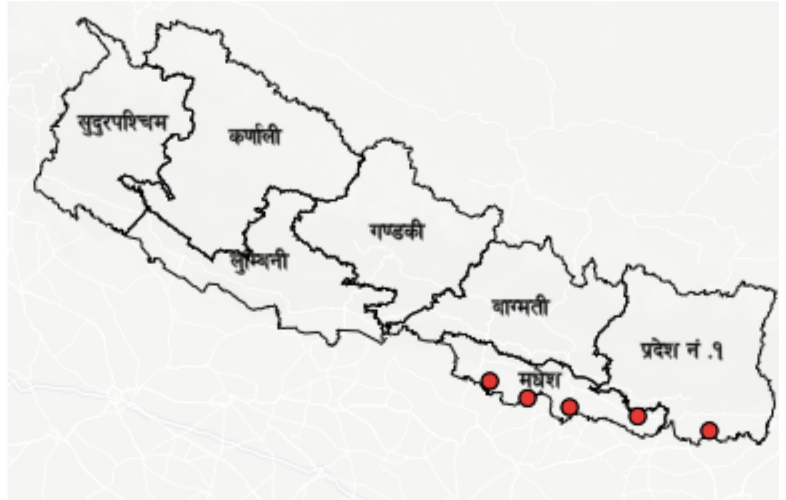 सुदुरपश्चिम
कर्णाली
गण्डकी
लुम्बिनी
बाग्मती
प्रदेश नं .१
मधेश